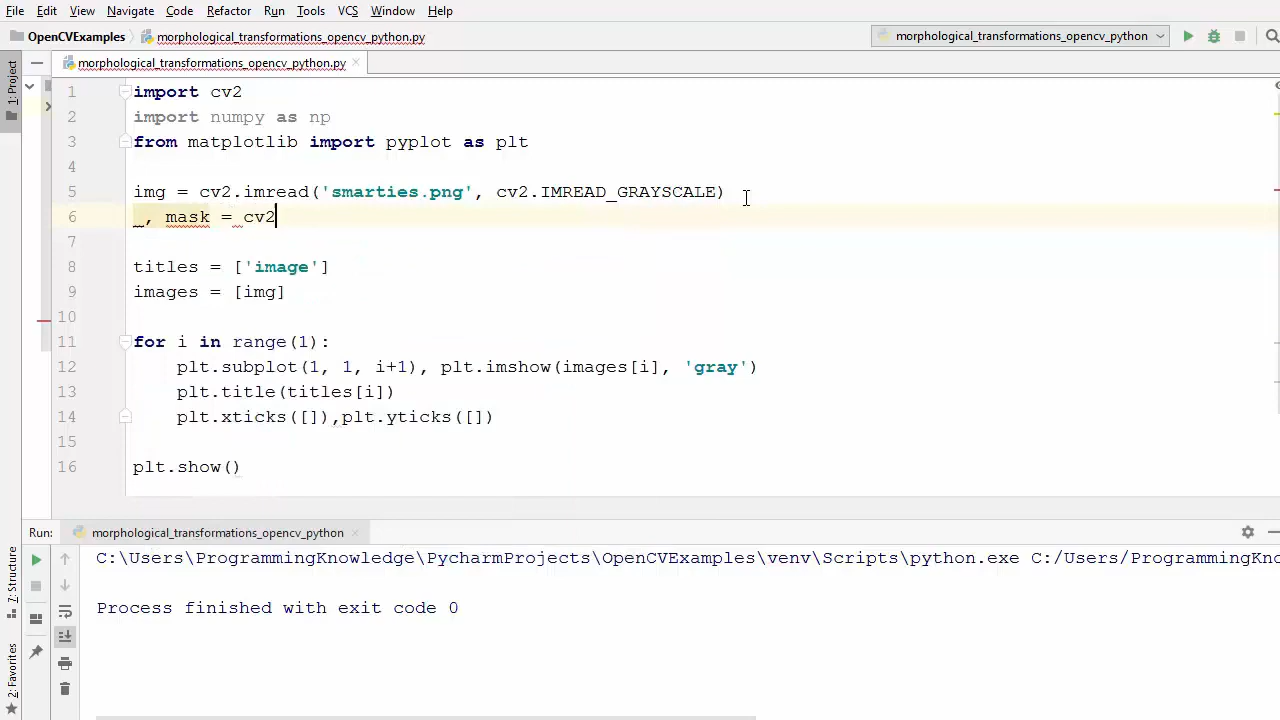 File Edit View Navigate Code Refactor Run Tools VCS Window Help
OpenCVExamples morphological_transformations_opencv_python.py morphological_transformations_opencv_python
1: Project
morphological_transformations_opencv_python.py
1 import cv2
2 import numpy as np
3 from matplotlib import pyplot as plt
4
5 img = cv2.imread('smarties.png', cv2.IMREAD_GRAYSCALE)
6 _, mask = cv2
7
8 titles = ['image']
9 images = [img]
10
11 for i in range(1):
12 plt.subplot(1, 1, i+1), plt.imshow(images[i], 'gray')
13 plt.title(titles[i])
14 plt.xticks([]),plt.yticks([])
15
16 plt.show()
Run: morphological_transformations_opencv_python
C:\Users\ProgrammingKnowledge\PycharmProjects\OpenCVExamples\venv\Scripts\python.exe C:/Users/ProgrammingKno
Process finished with exit code 0
7: Structure
2: Favorites